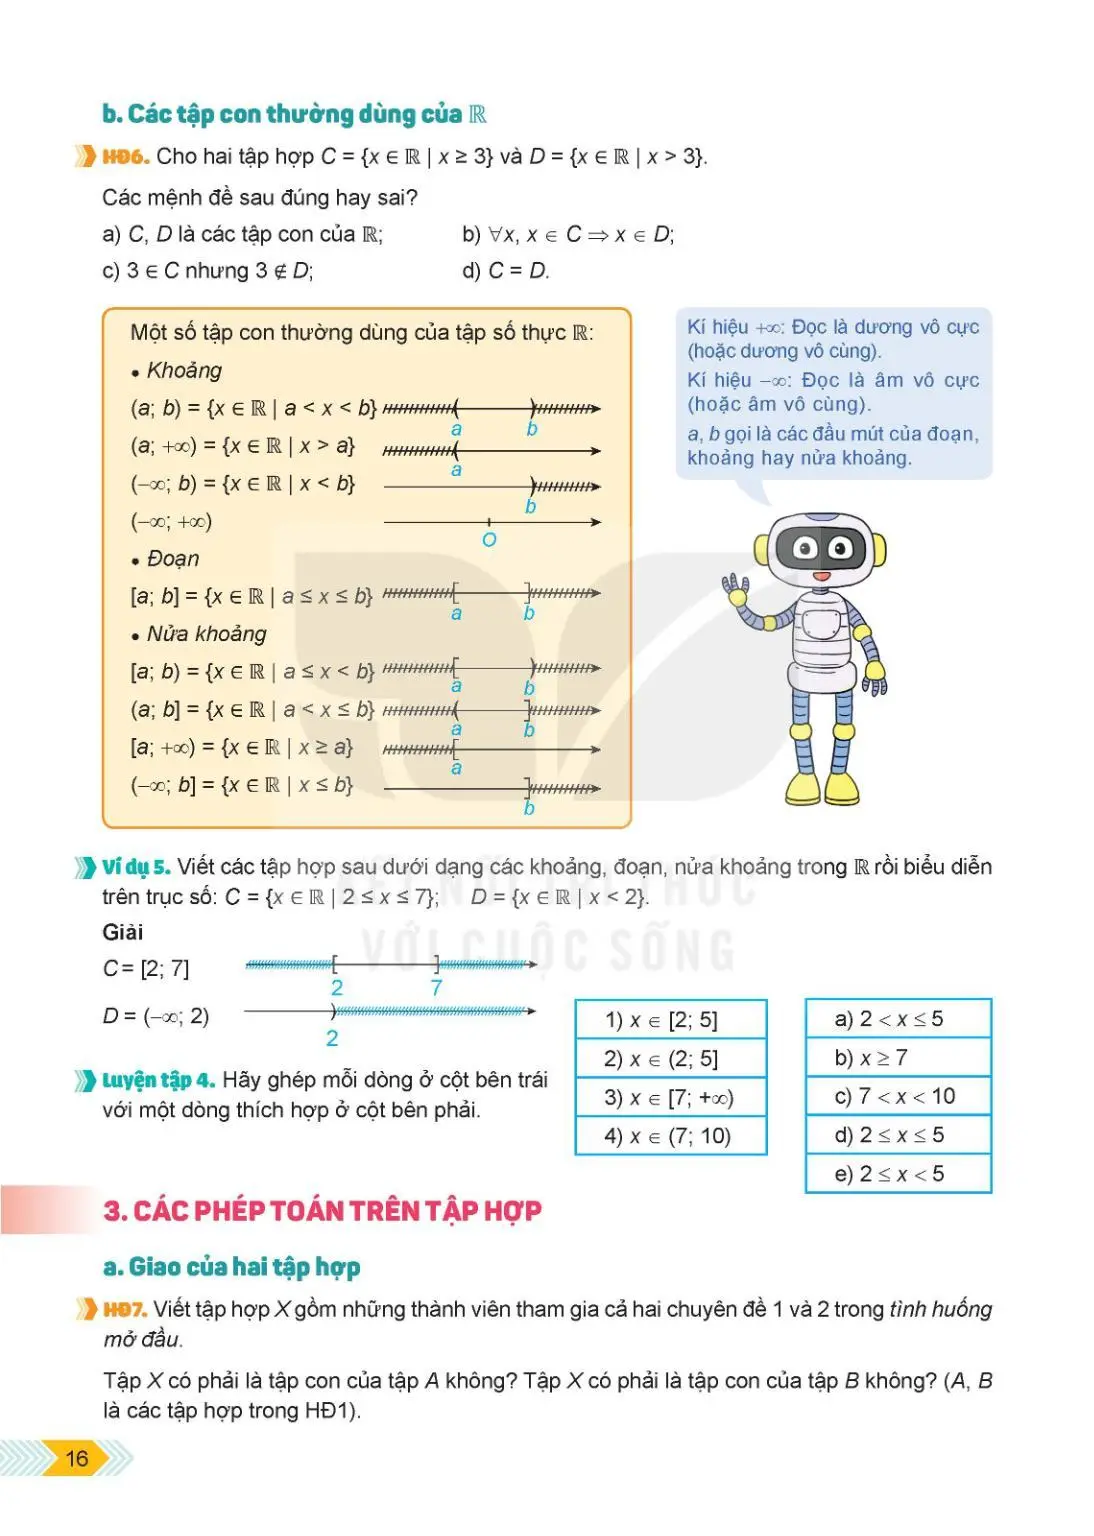 b. Các tập con thường dùng của ℝ
HĐ6. Cho hai tập hợp C = {x ∈ ℝ | x ≥ 3} và D = {x ∈ ℝ | x > 3}.
Các mệnh đề sau đúng hay sai?
a) C, D là các tập con của ℝ; b) ∀x, x ∈ C ⇒ x ∈ D;
c) 3 ∈ C nhưng 3 ∉ D; d) C = D.
Một số tập con thường dùng của tập số thực ℝ:
• Khoảng
(a; b) = {x ∈ ℝ | a < x < b}
a b
(a; +∞) = {x ∈ ℝ | x > a}
a
(−∞; b) = {x ∈ ℝ | x < b}
b
(−∞; +∞)
O
• Đoạn
[a; b] = {x ∈ ℝ | a ≤ x ≤ b}
a b
• Nửa khoảng
[a; b) = {x ∈ ℝ | a ≤ x < b}
a b
(a; b] = {x ∈ ℝ | a < x ≤ b}
a b
[a; +∞) = {x ∈ ℝ | x ≥ a}
a
(−∞; b] = {x ∈ ℝ | x ≤ b}
b
Kí hiệu +∞: Đọc là dương vô cực
(hoặc dương vô cùng).
Kí hiệu −∞: Đọc là âm vô cực
(hoặc âm vô cùng).
a, b gọi là các đầu mút của đoạn,
khoảng hay nửa khoảng.
Ví dụ 5. Viết các tập hợp sau dưới dạng các khoảng, đoạn, nửa khoảng trong ℝ rồi biểu diễn
trên trục số: C = {x ∈ ℝ | 2 ≤ x ≤ 7}; D = {x ∈ ℝ | x < 2}.
KẾT NỐI TRI THỨC
VỚI CUỘC SỐNG
Giải
C = [2; 7]
2 7
D = (−∞; 2)
2
Luyện tập 4. Hãy ghép mỗi dòng ở cột bên trái
với một dòng thích hợp ở cột bên phải.
1) x ∈ [2; 5]
2) x ∈ (2; 5]
3) x ∈ [7; +∞)
4) x ∈ (7; 10)
a) 2 < x ≤ 5
b) x ≥ 7
c) 7 < x < 10
d) 2 ≤ x ≤ 5
e) 2 ≤ x < 5
3. CÁC PHÉP TOÁN TRÊN TẬP HỢP
a. Giao của hai tập hợp
HĐ7. Viết tập hợp X gồm những thành viên tham gia cả hai chuyên đề 1 và 2 trong tình huống
mở đầu.
Tập X có phải là tập con của tập A không? Tập X có phải là tập con của tập B không? (A, B
là các tập hợp trong HĐ1).
16